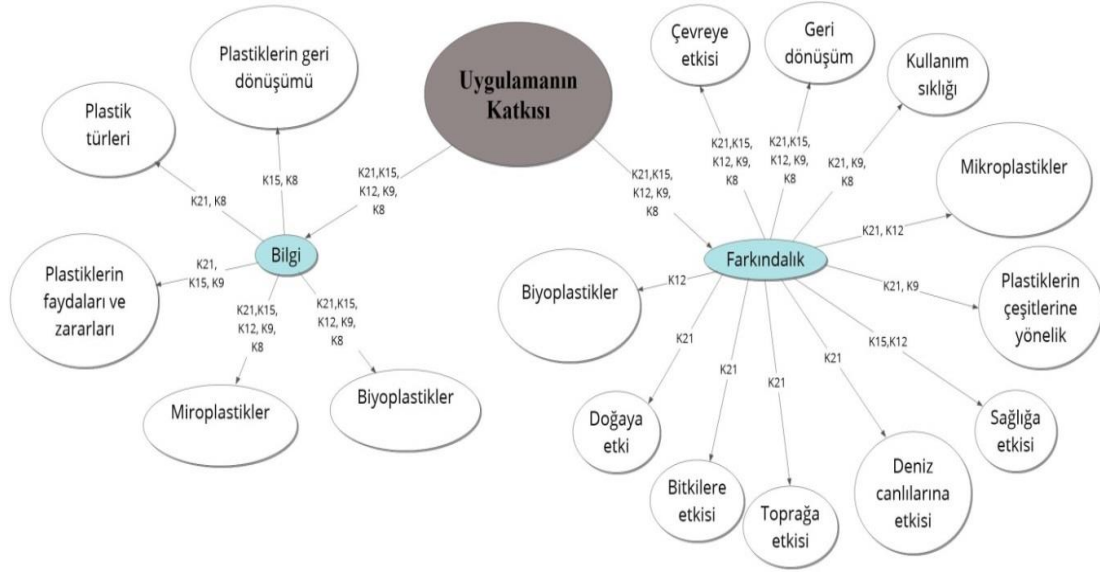 Uygulamanın
Katkısı
K21,K15,
K12, K9,
K8
Bilgi
K15, K8
Plastiklerin geri
dönüşümü
K21, K8
Plastik
türleri
K21,
K15, K9
Plastiklerin
faydaları ve
zararları
K21,K15,
K12, K9,
K8
Miroplastikler
K21,K15,
K12, K9,
K8
Biyoplastikler
K21,K15,
K12, K9,
K8
Farkındalık
K21,K15,
K12, K9,
K8
Çevreye
etkisi
K21,K15,
K12, K9,
K8
Geri
dönüşüm
K21, K9,
K8
Kullanım
sıklığı
K21, K12
Mikroplastikler
K21, K9
Plastiklerin
çeşitlerine
yönelik
K15,K12
Sağlığa
etkisi
K21
Deniz
canlılarına
etkisi
K21
Toprağa
etkisi
K21
Bitkilere
etkisi
K21
Doğaya
etki
K12
Biyoplastikler